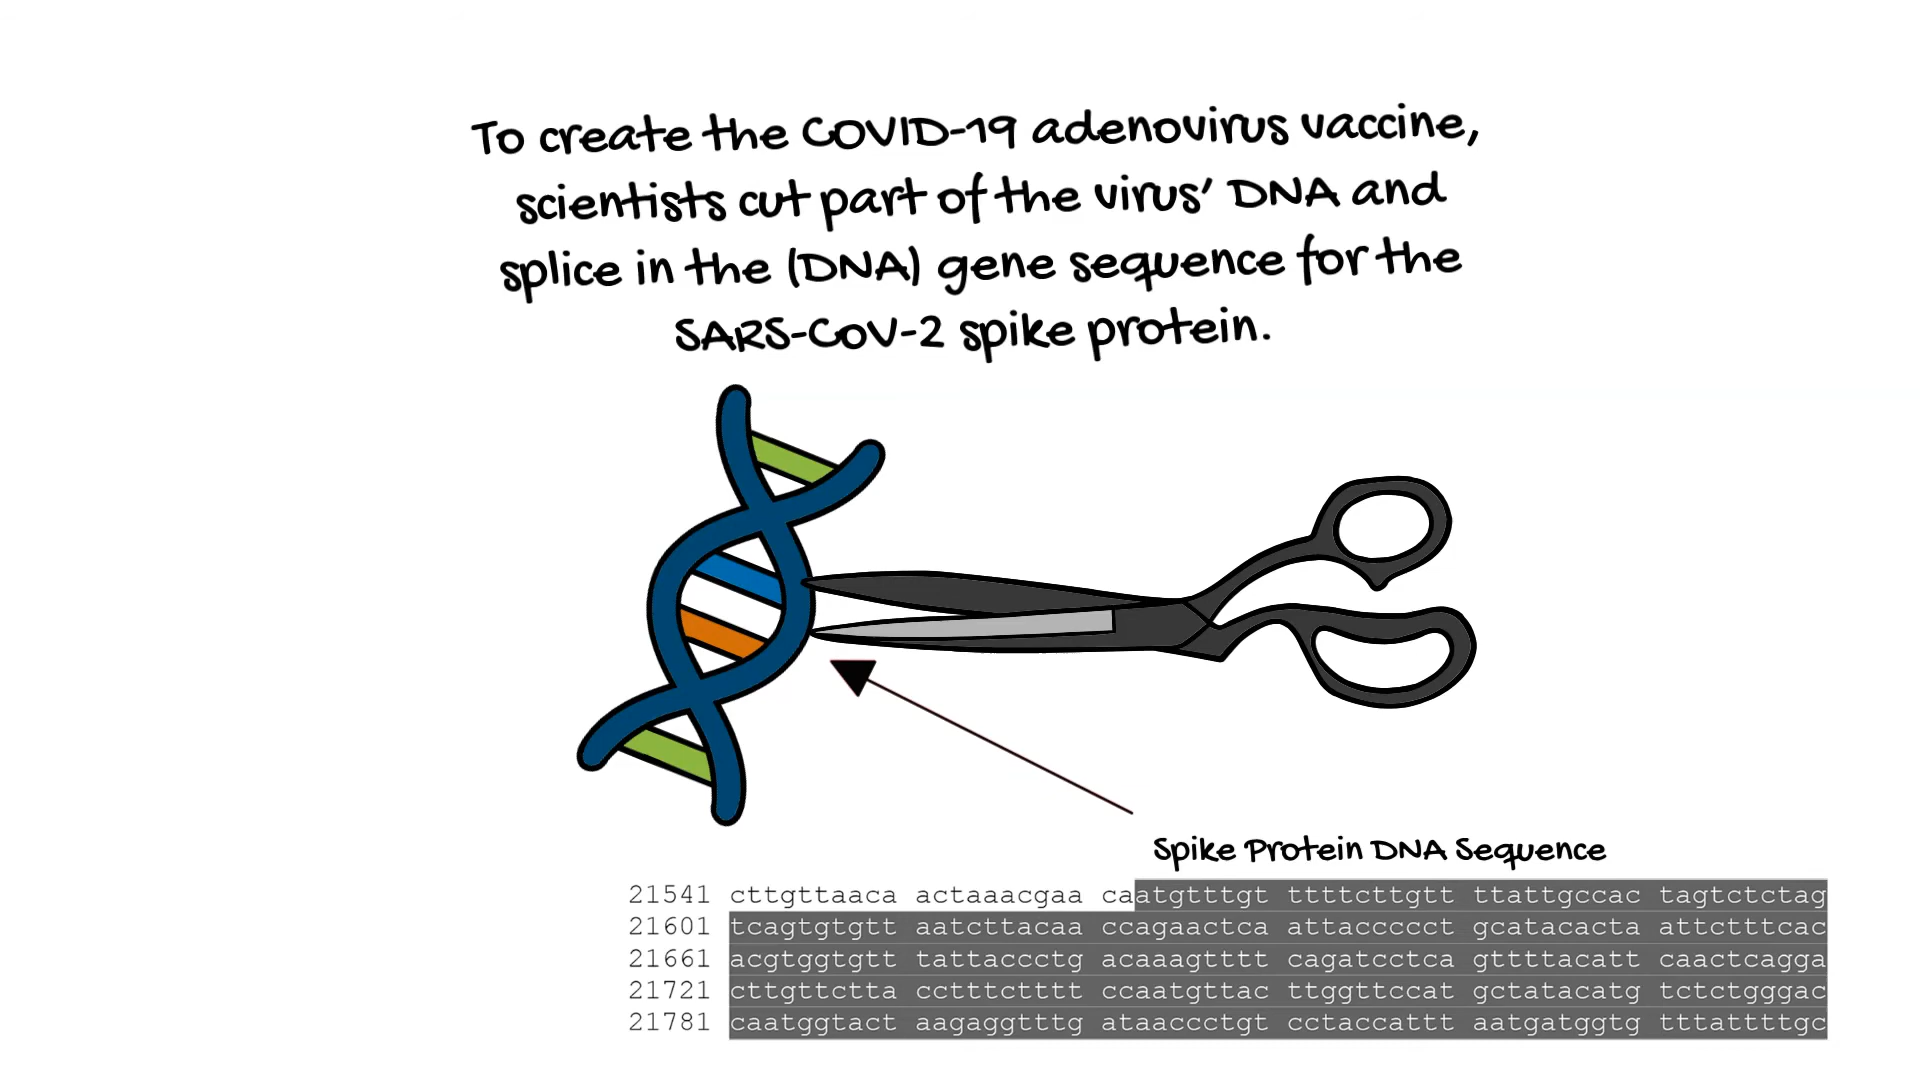 To create the COVID-19 adenovirus vaccine,
scientists cut part of the virus' DNA and
splice in the (DNA) gene sequence for the
SARS-CoV-2 spike protein.
Spike Protein DNA Sequence
21541 cttgttaaca actaaacgaa caatgtttgt ttttcttgtt ttattgccac tagtctctag
21601 tcagtgtgtt aatcttacaa ccagaactca attaccccct gcatacacta attctttcac
21661 acgtggtgtt tattaccctg acaaagtttt cagatcctca gttttacatt caactcagga
21721 cttgttctta cctttctttt ccaatgttac ttggttccat gctatacatg tctctgggac
21781 caatggtact aagaggtttg ataaccctgt cctaccattt aatgatggtg tttattttgc